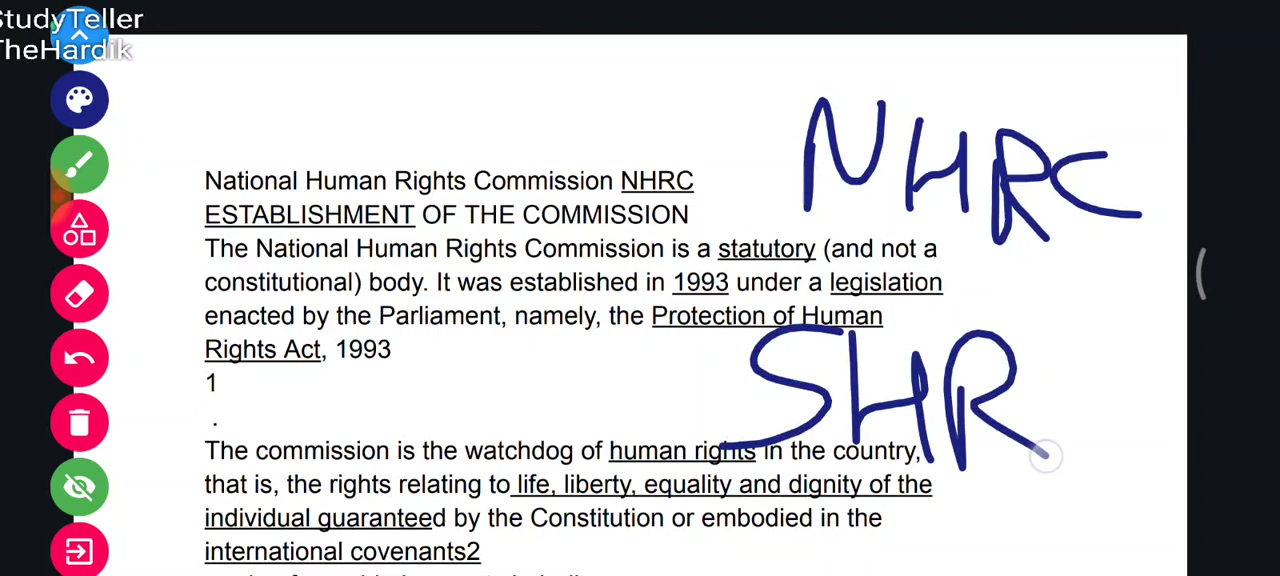 StudyTeller
TheHardik
NHRC
National Human Rights Commission NHRC
ESTABLISHMENT OF THE COMMISSION
The National Human Rights Commission is a statutory (and not a
constitutional) body. It was established in 1993 under a legislation
enacted by the Parliament, namely, the Protection of Human
Rights Act, 1993
SHR
1
.
The commission is the watchdog of human rights in the country,
that is, the rights relating to life, liberty, equality and dignity of the
individual guaranteed by the Constitution or embodied in the
international covenants2